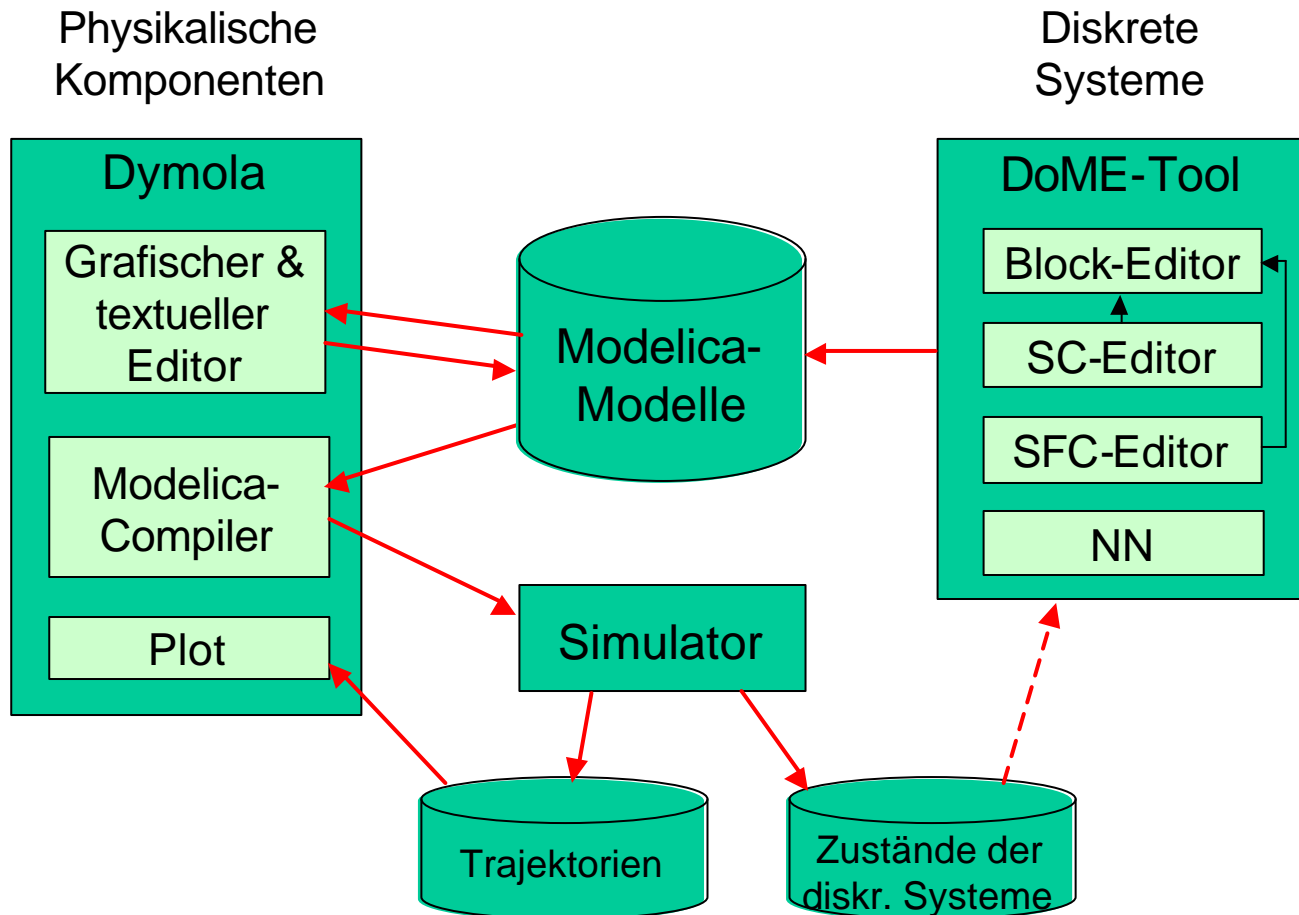 Physikalische
Komponenten
Diskrete
Systeme
Dymola
Grafischer &
textueller
Editor
Modelica-
Compiler
Plot
Modelica-
Modelle
DoME-Tool
Block-Editor
SC-Editor
SFC-Editor
NN
Simulator
Trajektorien
Zustände der
diskr. Systeme